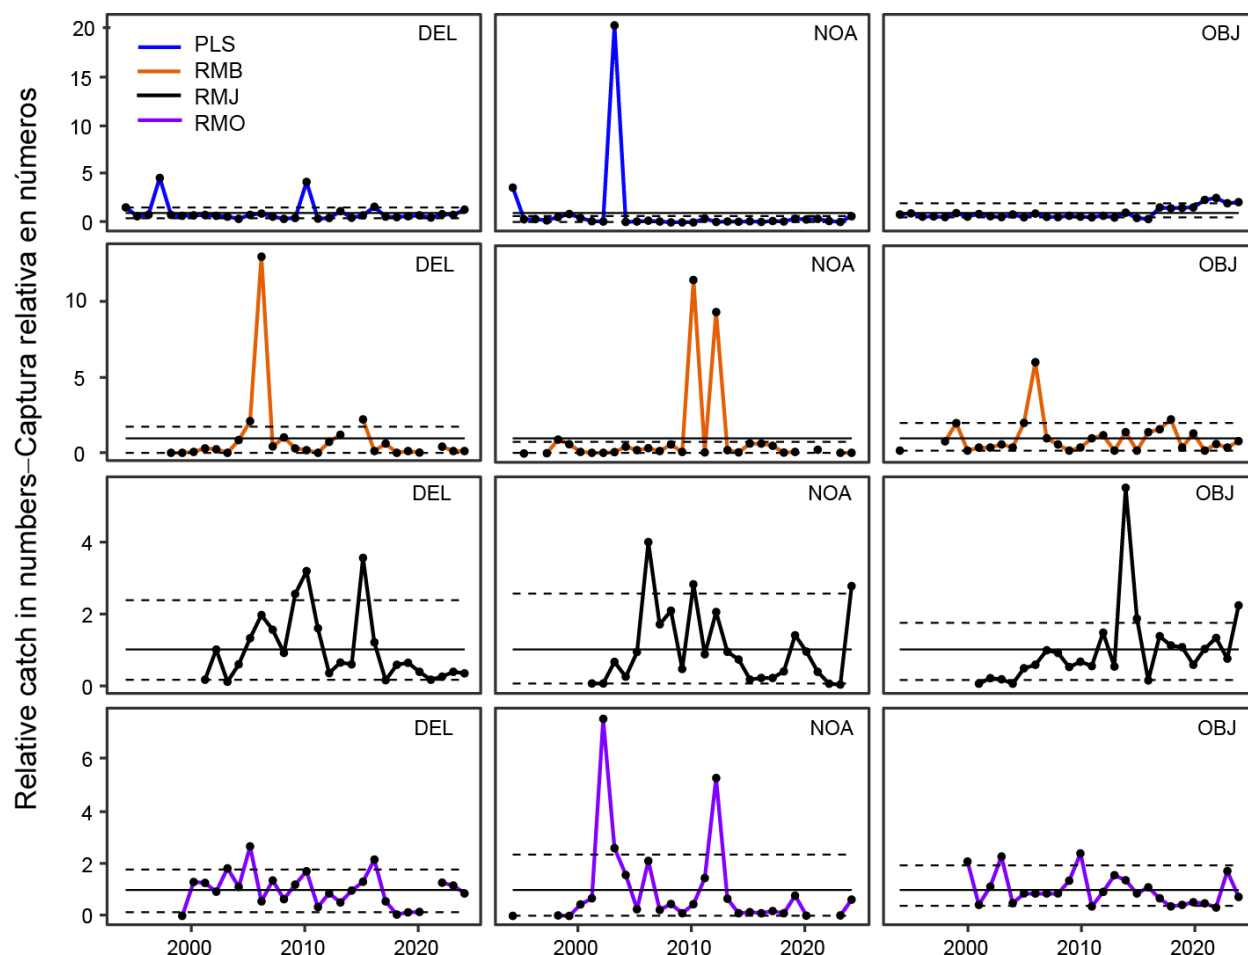 Relative catch in numbers–Captura relativa en números
DEL
NOA
OBJ
PLS
RMB
RMJ
RMO
20
15
10
5
0
DEL
NOA
OBJ
10
5
0
DEL
NOA
OBJ
4
2
0
DEL
NOA
OBJ
6
4
2
0
2000
2010
2020
2000
2010
2020
2000
2010
2020